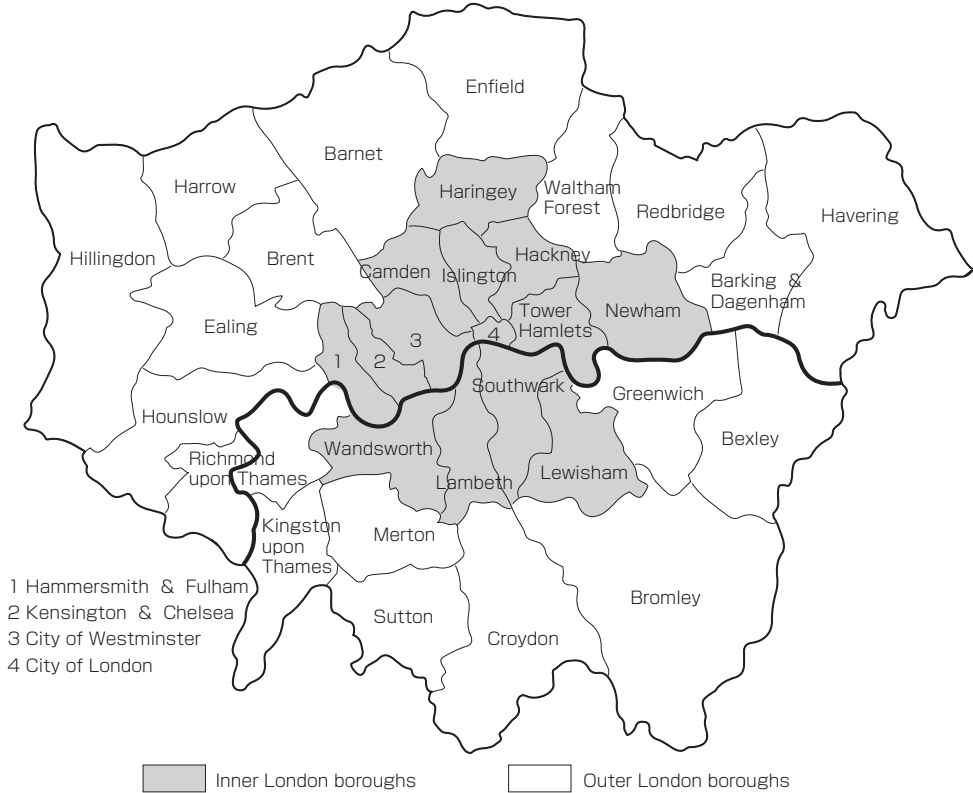 Enfield
Barnet
Harrow
Haringey
Waltham
Forest
Redbridge
Havering
Hillingdon
Brent
Camden
Islington
Hackney
Newham
Barking & 
Dagenham
Ealing
Tower
Hamlets
1
2
3
4
Southwark
Greenwich
Hounslow
Wandsworth
Bexley
Richmond
upon Thames
Lambeth
Lewisham
Kingston
upon
Thames
Merton
Bromley
Sutton
Croydon
1 Hammersmith & Fulham
2 Kensington & Chelsea
3 City of Westminster
4 City of London
Inner London boroughs
Outer London boroughs